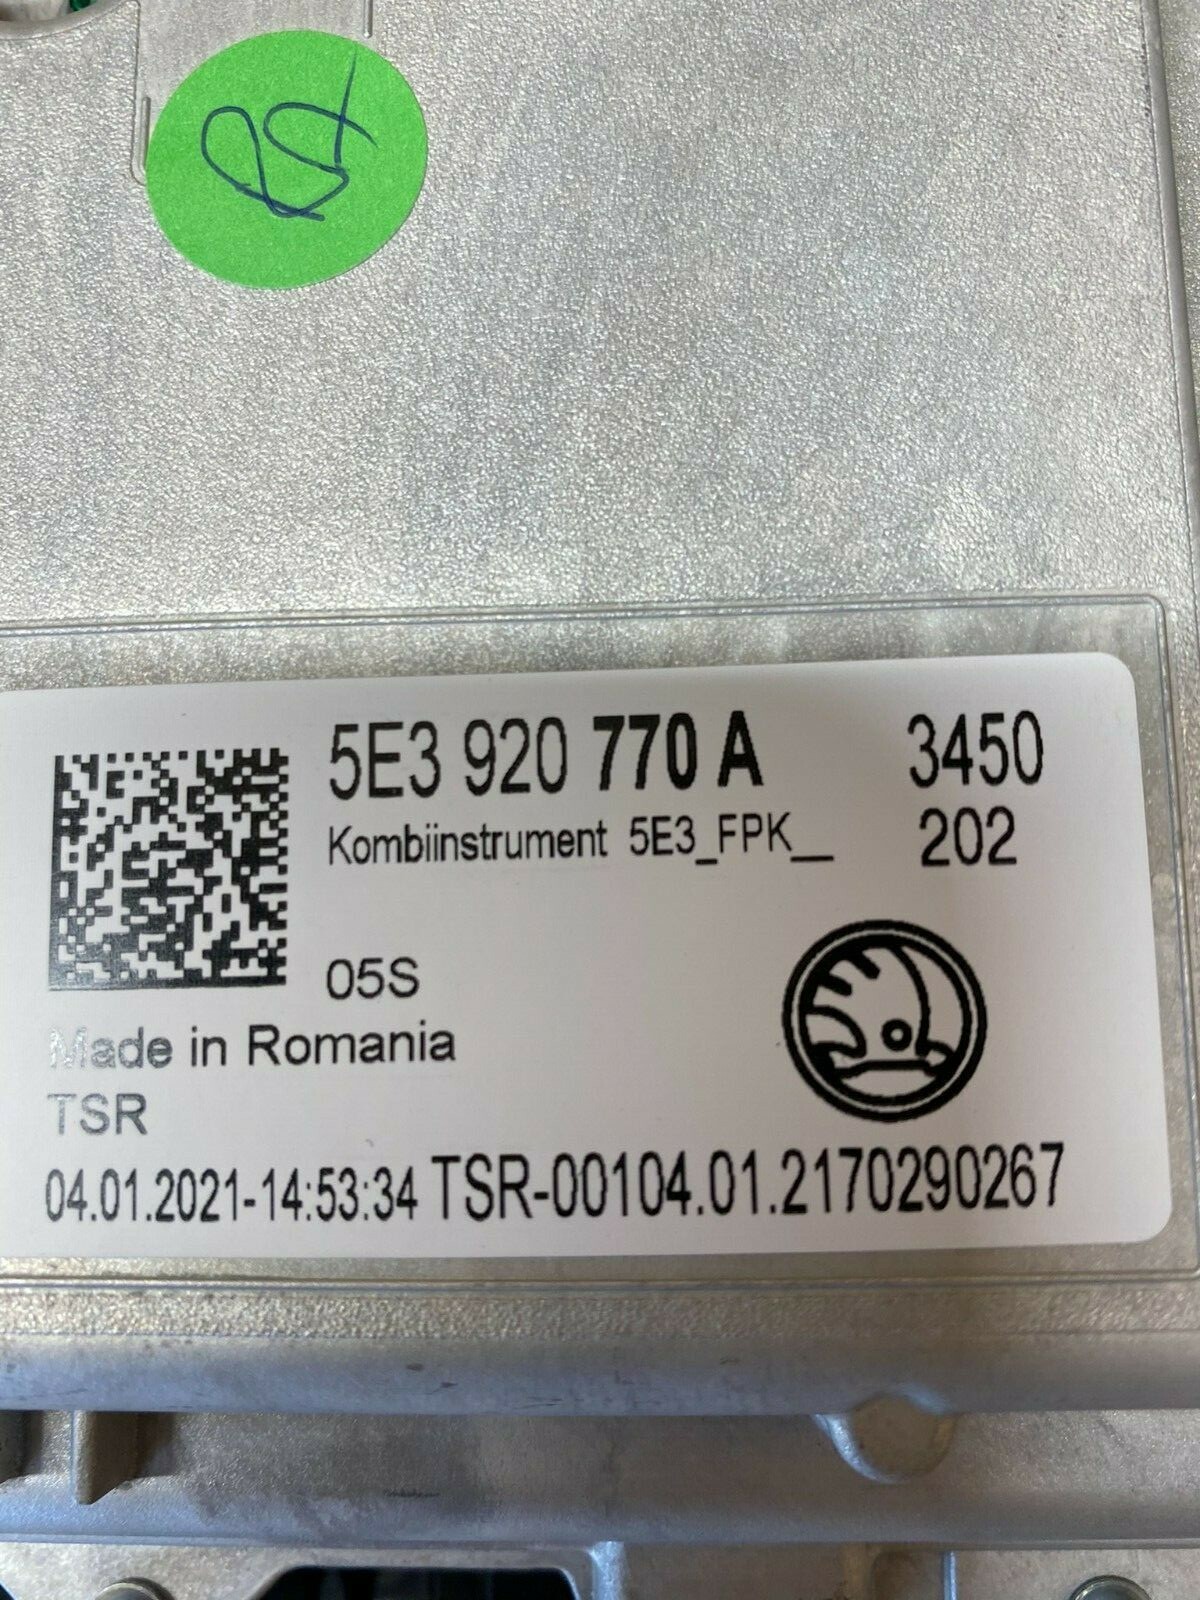 5E3 920 770 A 3450
Kombiinstrument 5E3_FPK__ 202
05S
Made in Romania
TSR
04.01.2021-14:53:34 TSR-00104.01.2170290267